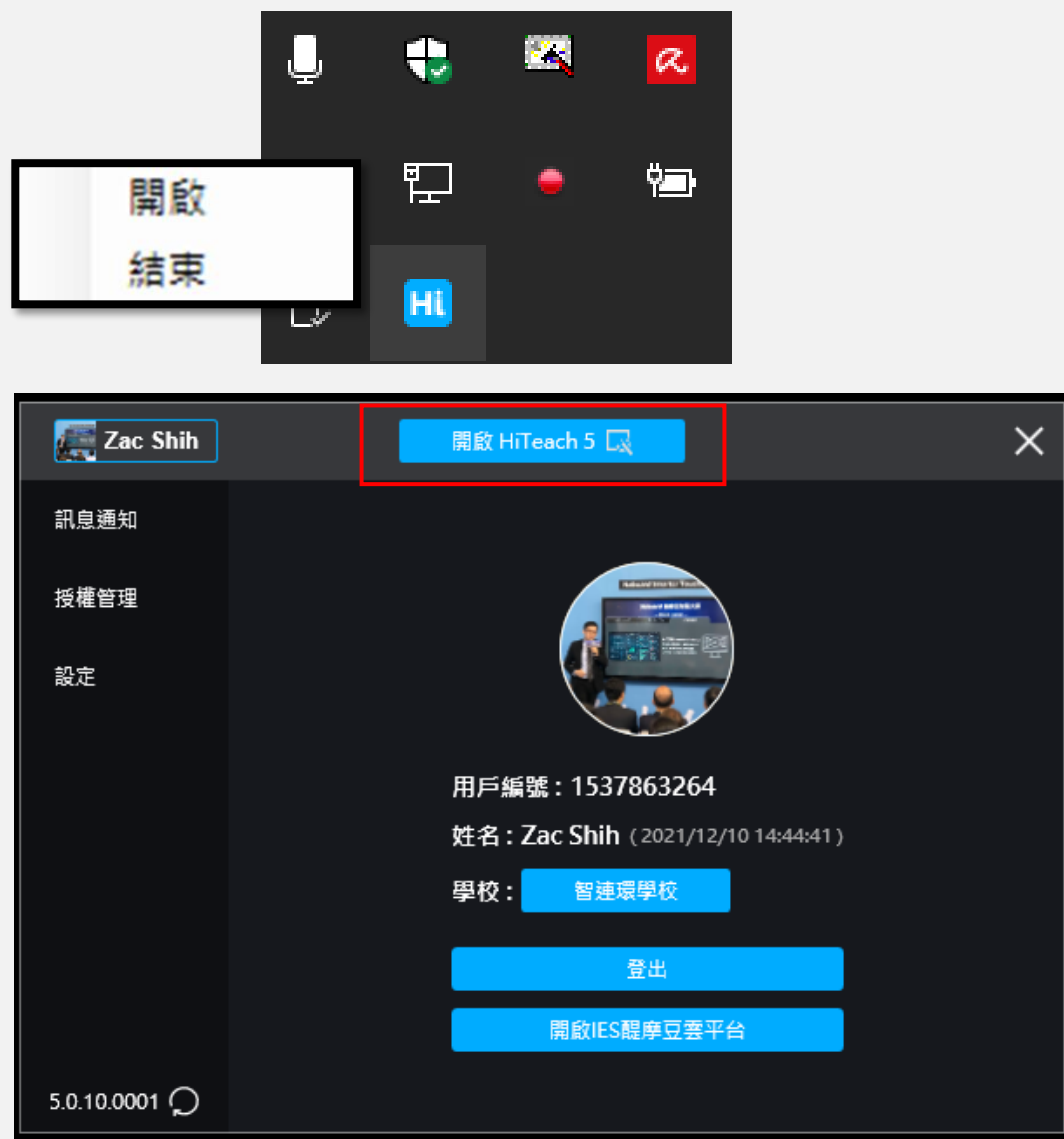 開啟
結束
Hi
Zac Shih
開啟 HiTeach 5
訊息通知
授權管理
設定
用戶編號 : 1537863264
姓名 : Zac Shih ( 2021/12/10 14:44:41 )
學校 : 智連環學校
登出
開啟IES醍摩豆雲平台
5.0.10.0001